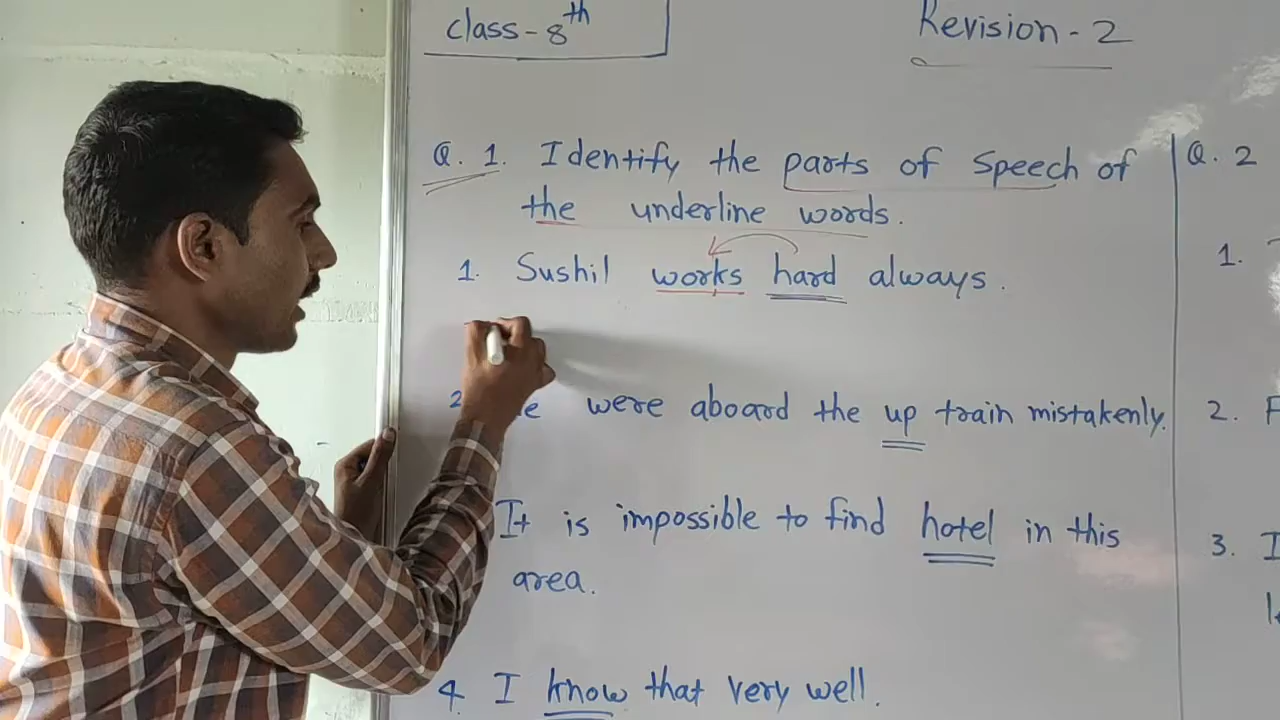 class - 8th
Revision - 2
Q. 1. Identify the parts of Speech of
the underline words.
1. Sushil works hard always.
2 e were aboard the up train mistakenly.
It is impossible to find hotel in this
area.
4. I know that very well.
Q. 2
1.
2. F
3. I